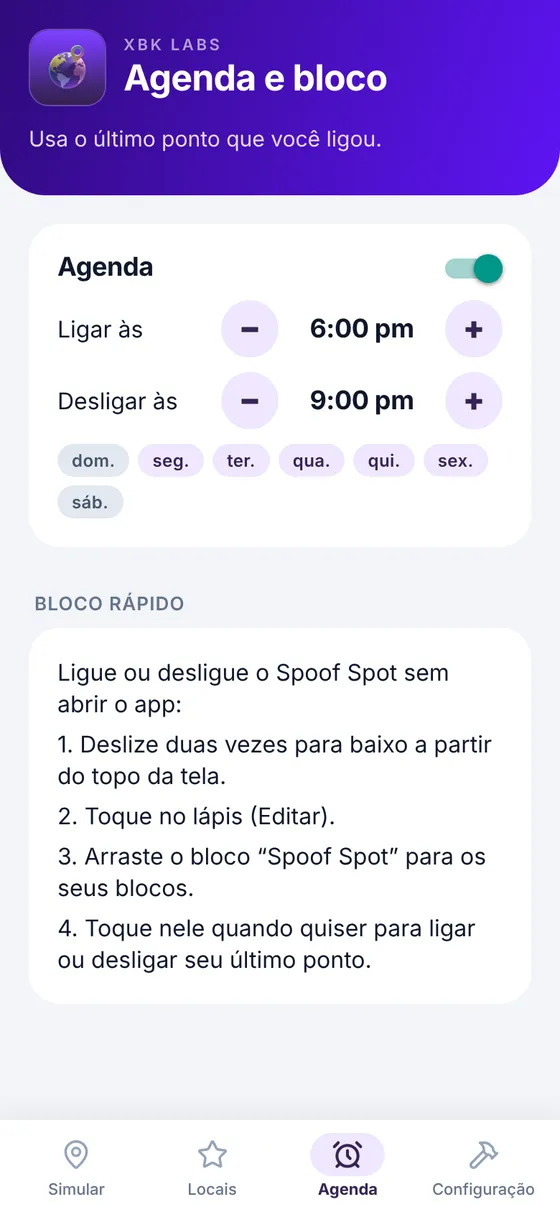 XBK LABS
Agenda e bloco
Usa o último ponto que você ligou.
Agenda
Ligar às − 6:00 pm +
Desligar às − 9:00 pm +
dom. seg. ter. qua. qui. sex.
sáb.
BLOCO RÁPIDO
Ligue ou desligue o Spoof Spot sem
abrir o app:
1. Deslize duas vezes para baixo a partir
do topo da tela.
2. Toque no lápis (Editar).
3. Arraste o bloco “Spoof Spot” para os
seus blocos.
4. Toque nele quando quiser para ligar
ou desligar seu último ponto.
Simular Locais Agenda Configuração